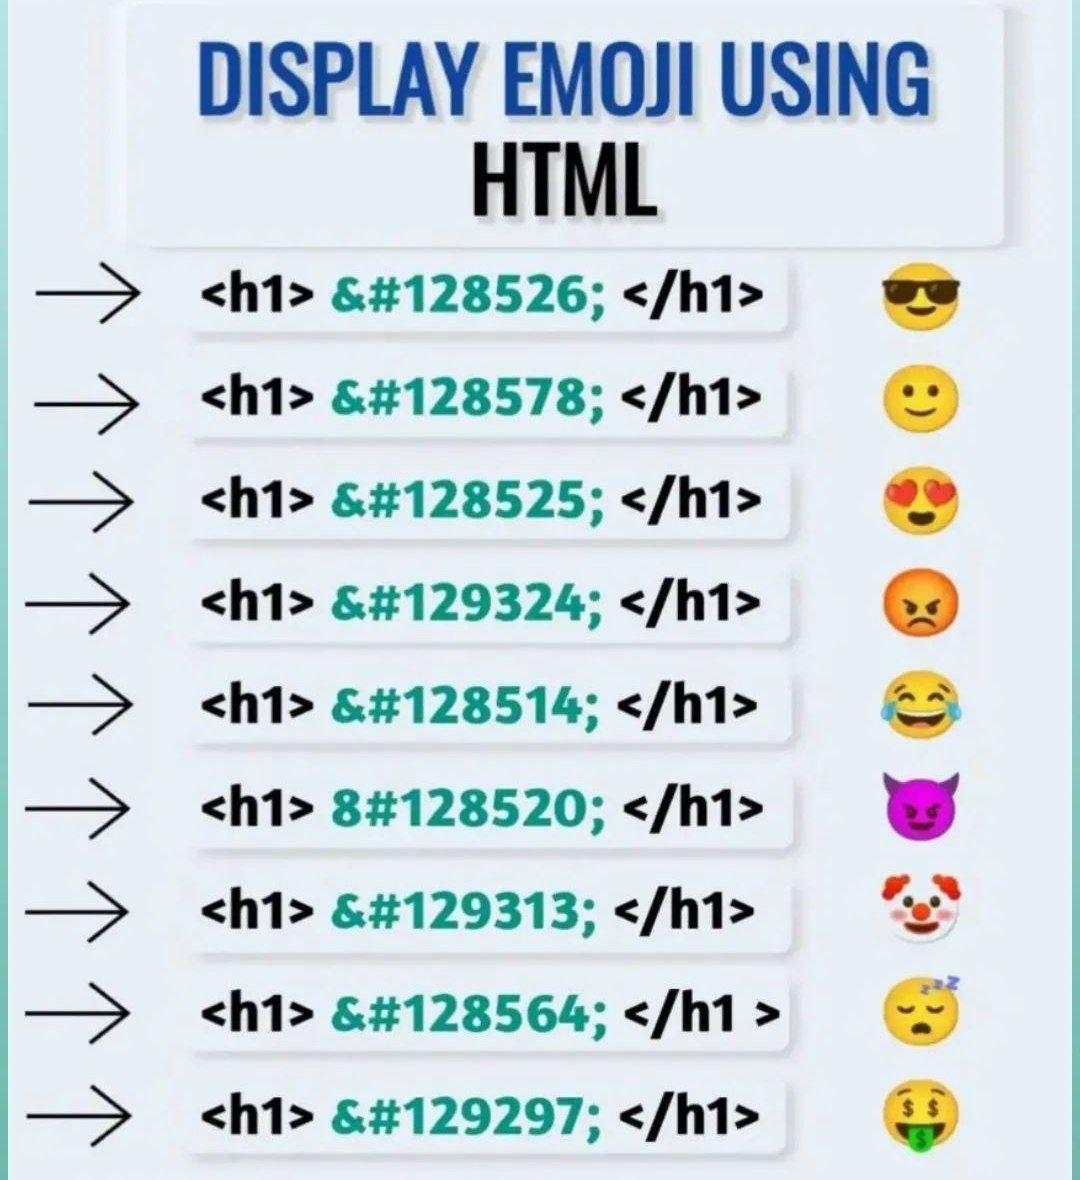 DISPLAY EMOJI USING
HTML
<h1> &#128526; </h1>
<h1> &#128578; </h1>
<h1> &#128525; </h1>
<h1> &#129324; </h1>
<h1> &#128514; </h1>
<h1> 8#128520; </h1>
<h1> &#129313; </h1>
<h1> &#128564; </h1 >
<h1> &#129297; </h1>